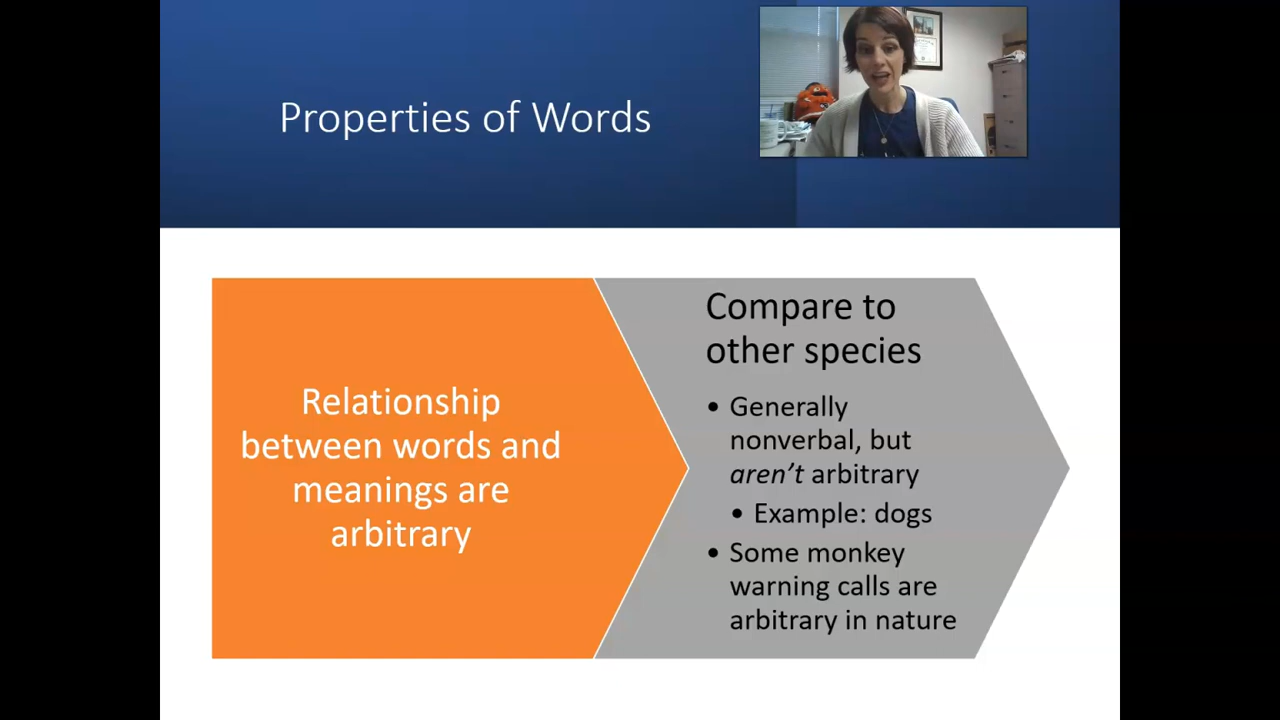 Properties of Words
Relationship
between words and
meanings are
arbitrary
Compare to
other species
• Generally
nonverbal, but
aren't arbitrary
• Example: dogs
• Some monkey
warning calls are
arbitrary in nature